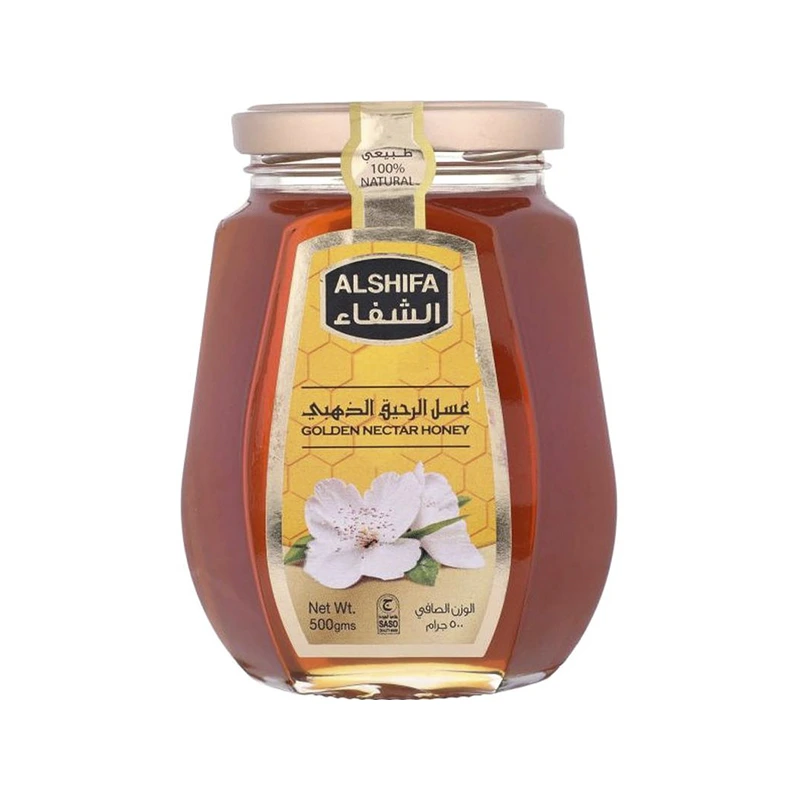 طبيعي
100%
NATURAL
ALSHIFA
الشفاء
عسل الرحيق الذهبي
GOLDEN NECTAR HONEY
Net Wt.
500gms
SASO
الوزن الصافي
٥٠٠ جرام